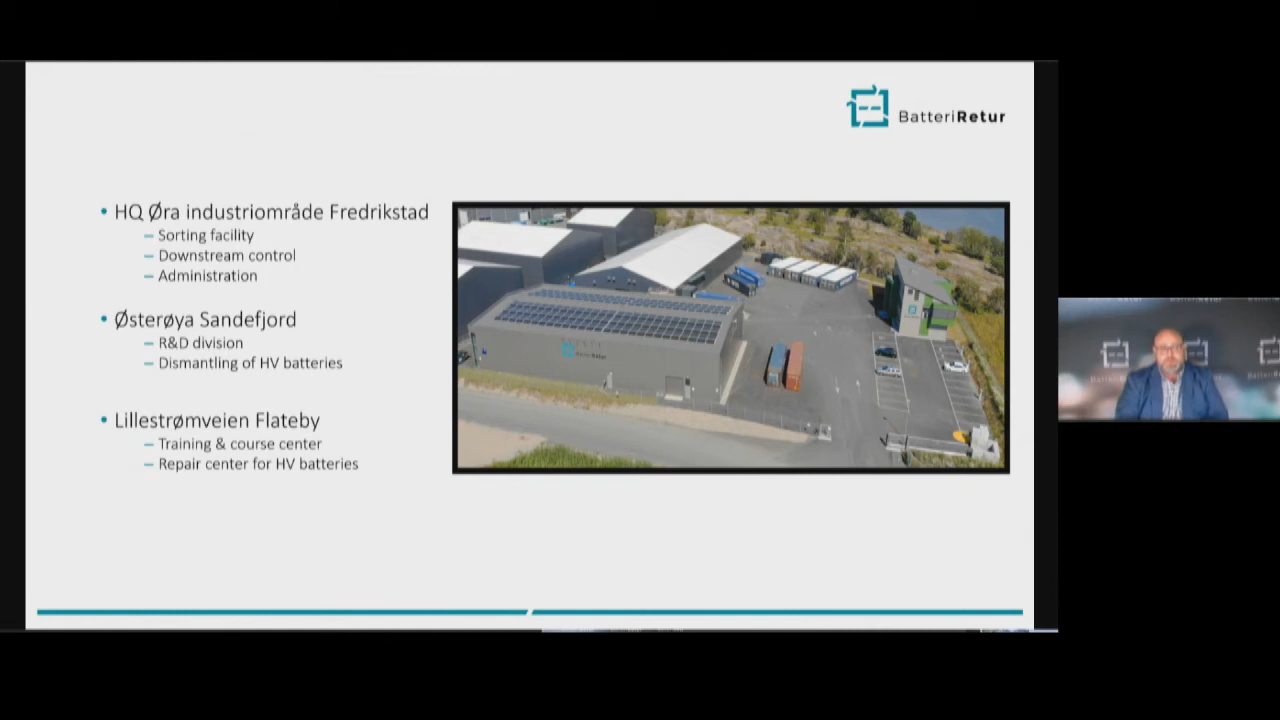 BatteriRetur
HQ Øra industriområde Fredrikstad
Sorting facility
Downstream control
Administration
Østerøya Sandefjord
R&D division
Dismantling of HV batteries
Lillestrømveien Flateby
Training & course center
Repair center for HV batteries